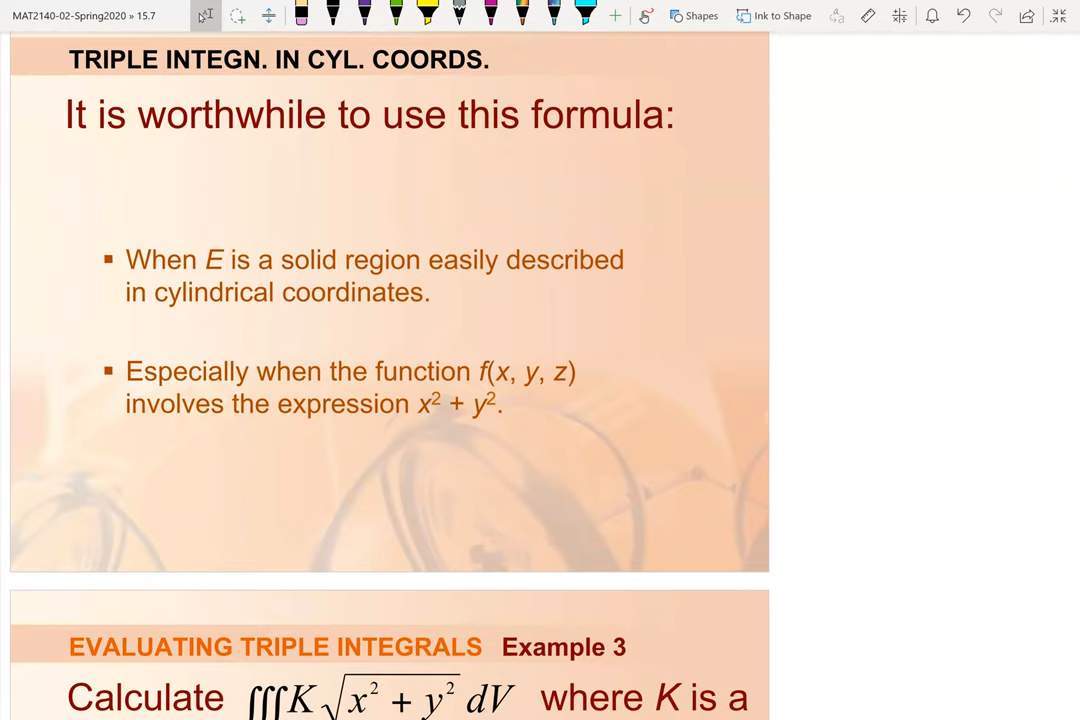 MAT2140-02-Spring2020 » 15.7
Shapes
Ink to Shape
TRIPLE INTEGN. IN CYL. COORDS.
It is worthwhile to use this formula:
▪ When E is a solid region easily described
in cylindrical coordinates.
▪ Especially when the function f(x, y, z)
involves the expression x² + y².
EVALUATING TRIPLE INTEGRALS Example 3
Calculate ∭K√(x² + y²) dV where K is a